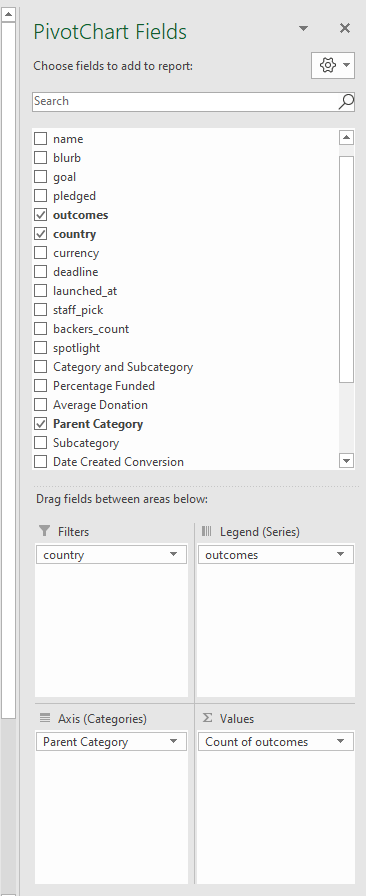 PivotChart Fields
Choose fields to add to report:
Search
name
blurb
goal
pledged
outcomes
country
currency
deadline
launched_at
staff_pick
backers_count
spotlight
Category and Subcategory
Percentage Funded
Average Donation
Parent Category
Subcategory
Date Created Conversion
Drag fields between areas below:
Filters
country
Legend (Series)
outcomes
Axis (Categories)
Parent Category
Σ Values
Count of outcomes